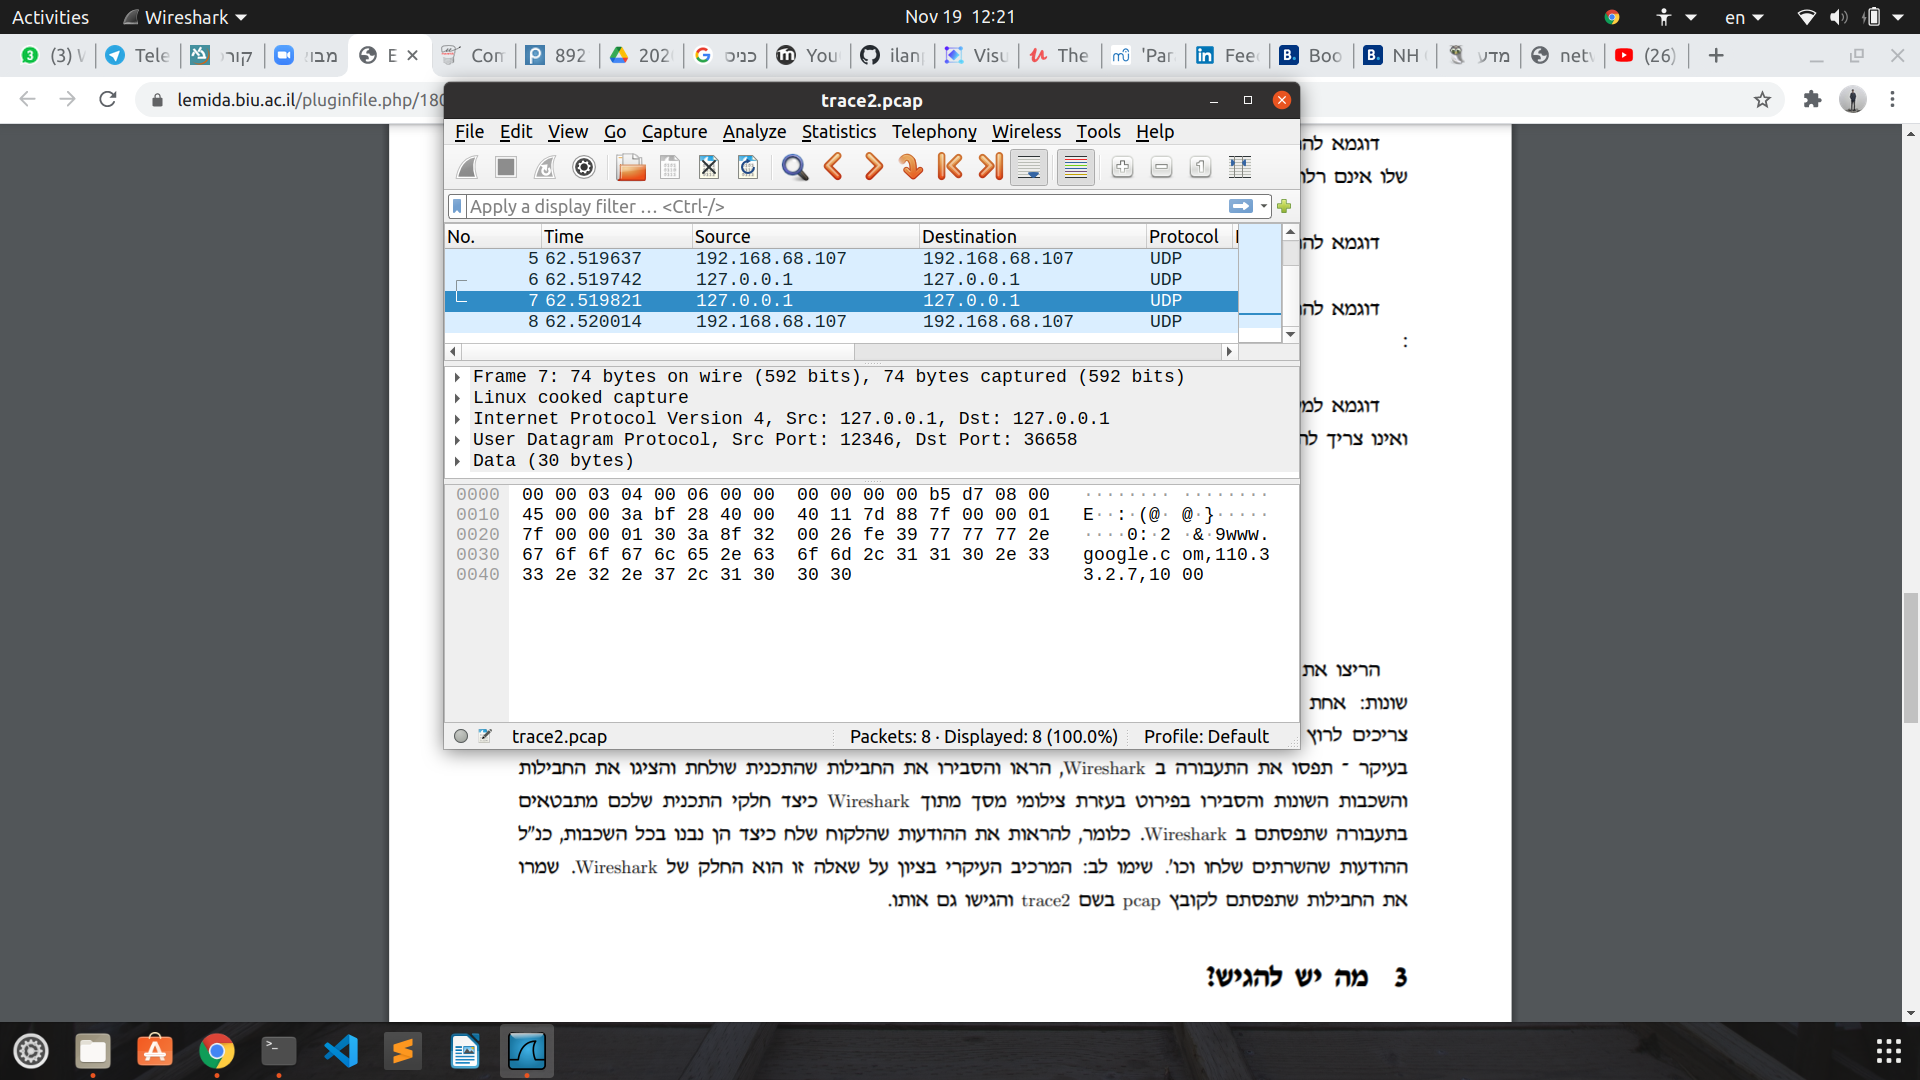 Activities
Wireshark
Nov 19 12:21
en
(3)
Tele
קורס
מבוי
E
Com
892
202
כניס
You
ilan
Visu
The
'Par
Feed
Boo
NH
מדע
netw
(26)
lemida.biu.ac.il/pluginfile.php/180
trace2.pcap
File Edit View Go Capture Analyze Statistics Telephony Wireless Tools Help
Apply a display filter … <Ctrl-/>
No. Time Source Destination Protocol
5 62.519637 192.168.68.107 192.168.68.107 UDP
6 62.519742 127.0.0.1 127.0.0.1 UDP
7 62.519821 127.0.0.1 127.0.0.1 UDP
8 62.520014 192.168.68.107 192.168.68.107 UDP
Frame 7: 74 bytes on wire (592 bits), 74 bytes captured (592 bits)
Linux cooked capture
Internet Protocol Version 4, Src: 127.0.0.1, Dst: 127.0.0.1
User Datagram Protocol, Src Port: 12346, Dst Port: 36658
Data (30 bytes)
0000 00 00 03 04 00 06 00 00 00 00 00 00 b5 d7 08 00 ········ ········
0010 45 00 00 3a bf 28 40 00 40 11 7d 88 7f 00 00 01 E··:·(@· @·}·····
0020 7f 00 00 01 30 3a 8f 32 00 26 fe 39 77 77 77 2e ····0:·2 ·&·9www.
0030 67 6f 6f 67 6c 65 2e 63 6f 6d 2c 31 31 30 2e 33 google.c om,110.3
0040 33 2e 32 2e 37 2c 31 30 30 30 3.2.7,10 00
trace2.pcap
Packets: 8 · Displayed: 8 (100.0%)
Profile: Default
דוגמא
שלו אינם
דוגמא
דוגמא
:
דוגמא
ואינו צריך
הריצו את
שונות: אחת
צריכים לרוץ
בעיקר - תפסו את התעבורה ב Wireshark, הראו והסבירו את החבילות שהתכנית שולחת והציגו את החבילות
והשכבות השונות והסבירו בפירוט בעזרת צילומי מסך מתוך Wireshark כיצד חלקי התכנית שלכם מתבטאים
בתעבורה שתפסתם ב Wireshark. כלומר, להראות את ההודעות שהלקוח שלח כיצד הן נבנו בכל השכבות, כנ"ל
ההודעות שהשרתים שלחו וכו'. שימו לב: המרכיב העיקרי בציון על שאלה זו הוא החלק של Wireshark. שמרו
את החבילות שתפסתם לקובץ pcap בשם trace2 והגישו גם אותו.
3 מה יש להגיש?